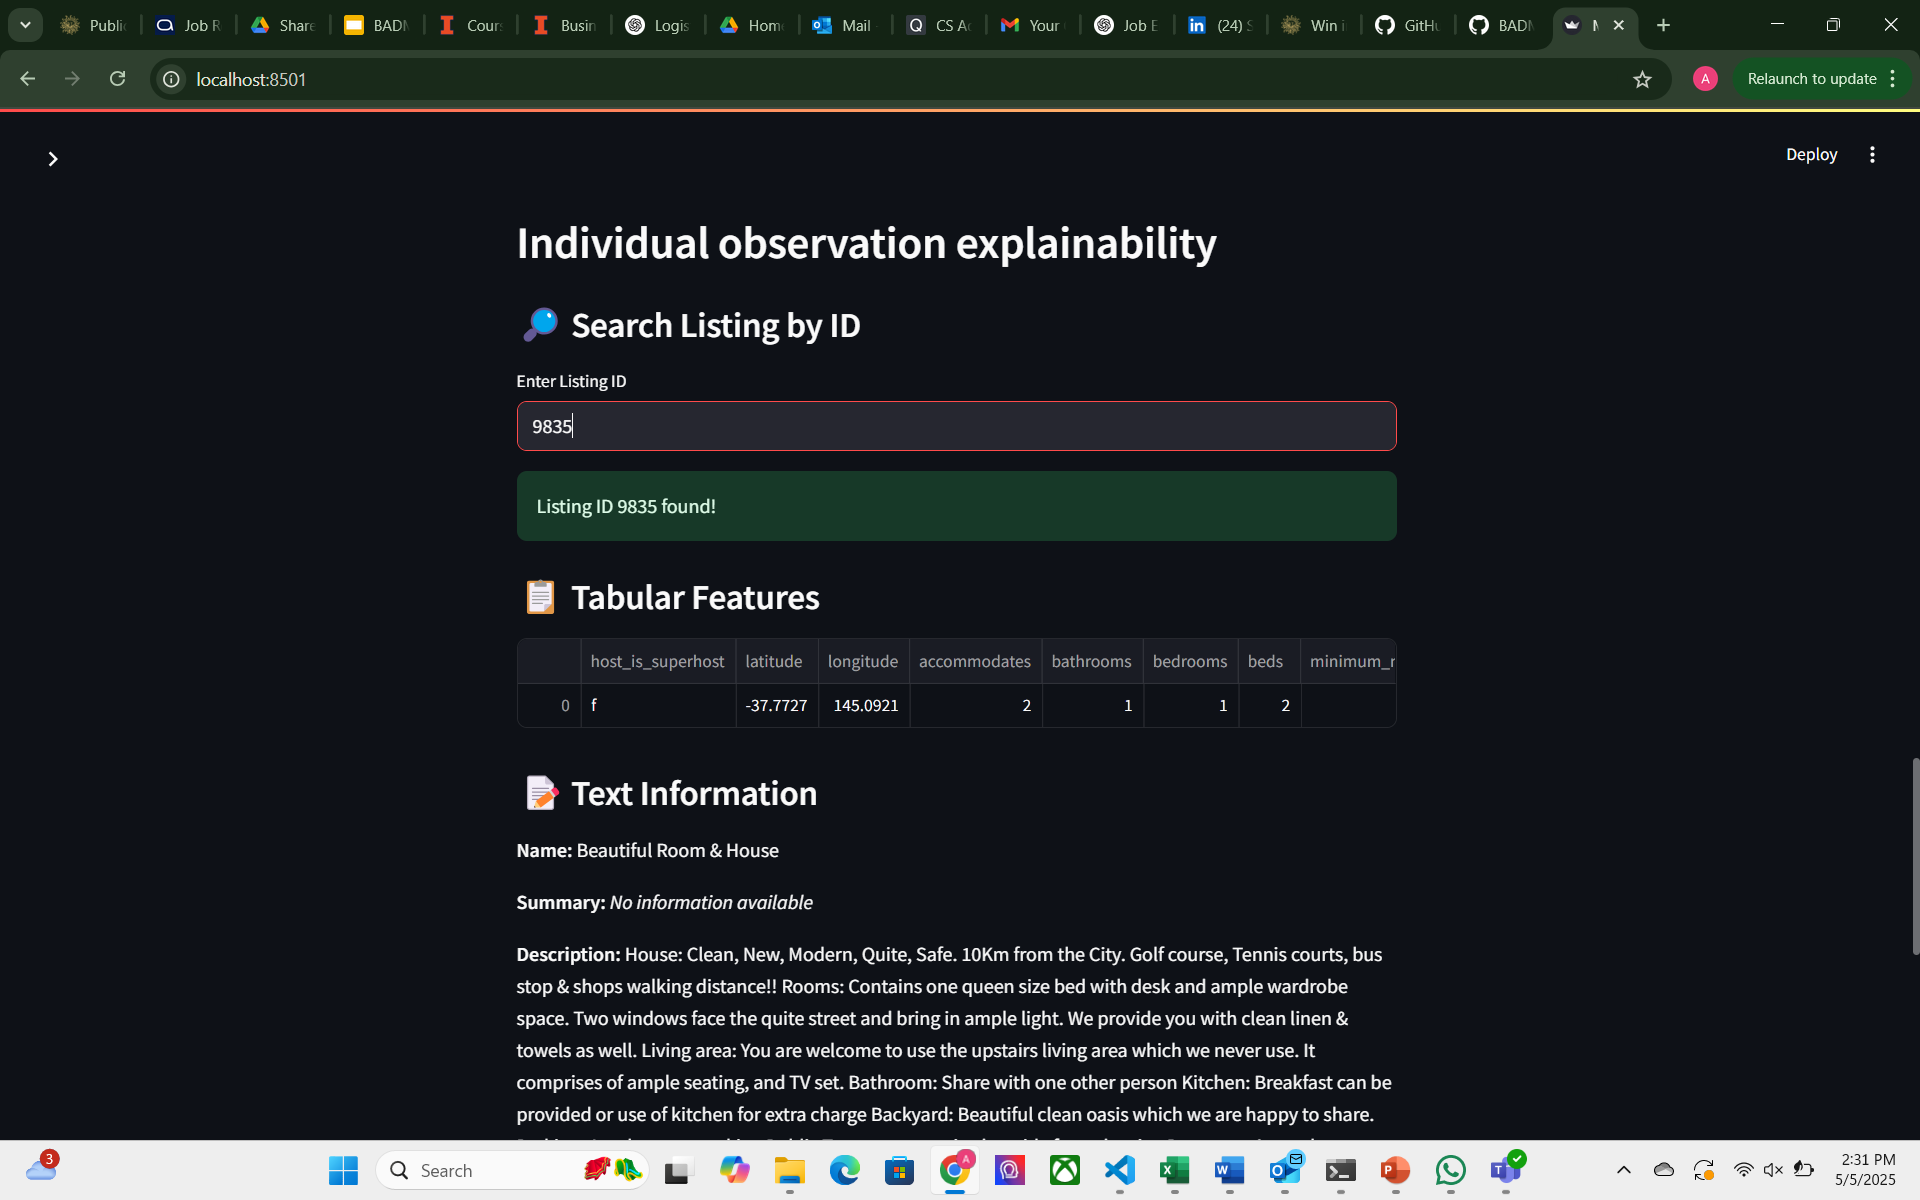 Public
Job R
Share
BADM
Cours
Busin
Logis
Home
Mail
CS Ac
Your
Job E
(24) S
Win i
GitHu
BADM
localhost:8501
A
Relaunch to update
Deploy
Individual observation explainability
Search Listing by ID
Enter Listing ID
9835
Listing ID 9835 found!
Tabular Features
host_is_superhost latitude longitude accommodates bathrooms bedrooms beds minimum_r
0 f -37.7727 145.0921 2 1 1 2
Text Information
Name: Beautiful Room & House
Summary: No information available
Description: House: Clean, New, Modern, Quite, Safe. 10Km from the City. Golf course, Tennis courts, bus
stop & shops walking distance!! Rooms: Contains one queen size bed with desk and ample wardrobe
space. Two windows face the quite street and bring in ample light. We provide you with clean linen &
towels as well. Living area: You are welcome to use the upstairs living area which we never use. It
comprises of ample seating, and TV set. Bathroom: Share with one other person Kitchen: Breakfast can be
provided or use of kitchen for extra charge Backyard: Beautiful clean oasis which we are happy to share.
3
Search
A
2:31 PM
5/5/2025